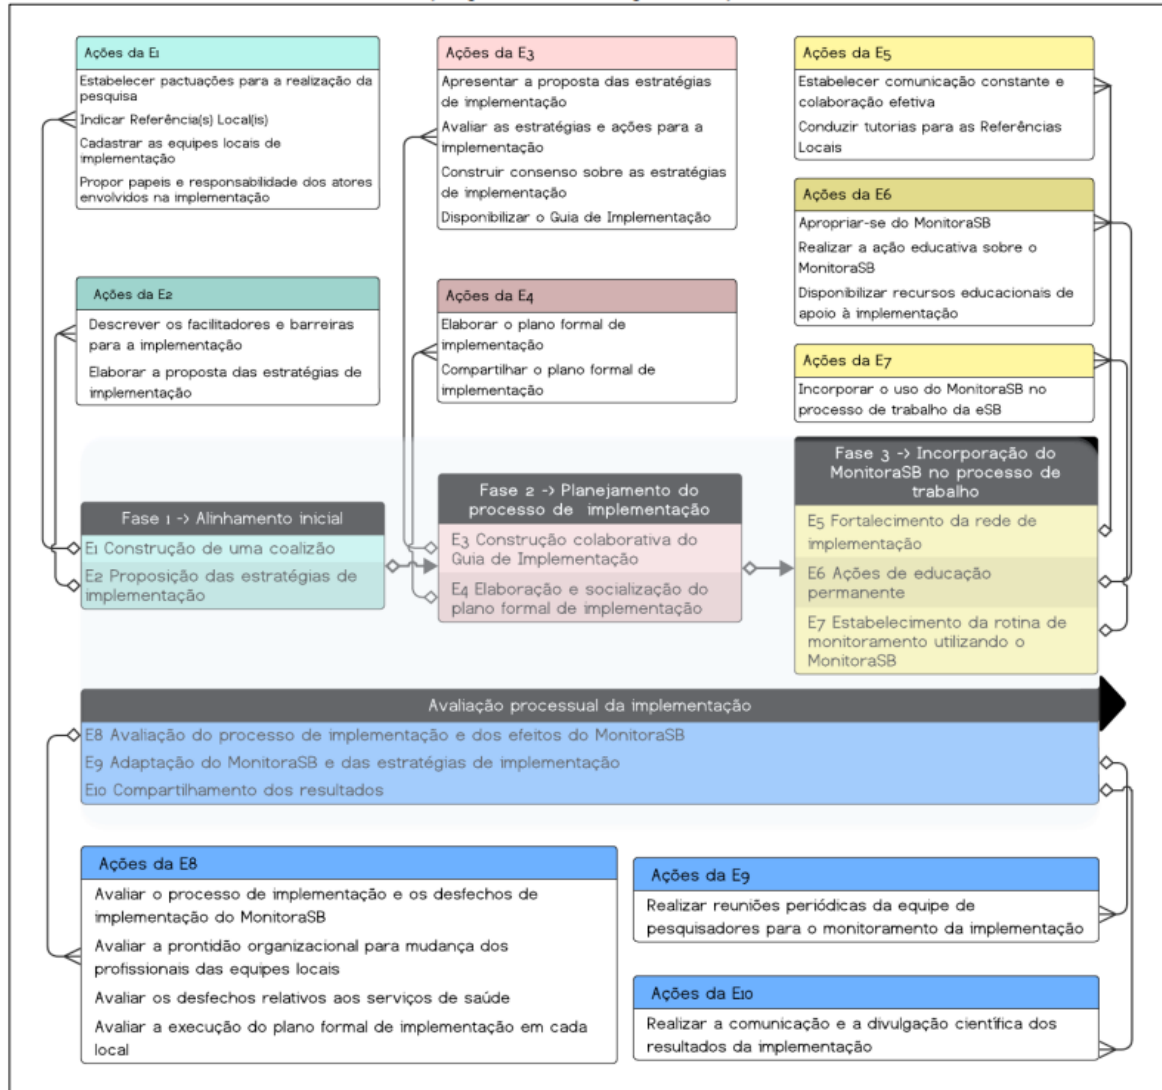 Ações da E1
Estabelecer pactuações para a realização da
pesquisa
Indicar Referência(s) Local(is)
Cadastrar as equipes locais de
implementação
Propor papeis e responsabilidade dos atores
envolvidos na implementação
Ações da E3
Apresentar a proposta das estratégias
de implementação
Avaliar as estratégias e ações para a
implementação
Construir consenso sobre as estratégias
de implementação
Disponibilizar o Guia de Implementação
Ações da E5
Estabelecer comunicação constante e
colaboração efetiva
Conduzir tutorias para as Referências
Locais
Ações da E6
Apropriar-se do MonitoraSB
Realizar a ação educativa sobre o
MonitoraSB
Disponibilizar recursos educacionais de
apoio à implementação
Ações da E2
Descrever os facilitadores e barreiras
para a implementação
Elaborar a proposta das estratégias de
implementação
Ações da E4
Elaborar o plano formal de
implementação
Compartilhar o plano formal de
implementação
Ações da E7
Incorporar o uso do MonitoraSB no
processo de trabalho da eSB
Fase 1 -> Alinhamento inicial
E1 Construção de uma coalizão
E2 Proposição das estratégias de
implementação
Fase 2 -> Planejamento do
processo de implementação
E3 Construção colaborativa do
Guia de Implementação
E4 Elaboração e socialização do
plano formal de implementação
Fase 3 -> Incorporação do
MonitoraSB no processo de
trabalho
E5 Fortalecimento da rede de
implementação
E6 Ações de educação
permanente
E7 Estabelecimento da rotina de
monitoramento utilizando o
MonitoraSB
Avaliação processual da implementação
E8 Avaliação do processo de implementação e dos efeitos do MonitoraSB
E9 Adaptação do MonitoraSB e das estratégias de implementação
E10 Compartilhamento dos resultados
Ações da E8
Avaliar o processo de implementação e os desfechos de
implementação do MonitoraSB
Avaliar a prontidão organizacional para mudança dos
profissionais das equipes locais
Avaliar os desfechos relativos aos serviços de saúde
Avaliar a execução do plano formal de implementação em cada
local
Ações da E9
Realizar reuniões periódicas da equipe de
pesquisadores para o monitoramento da implementação
Ações da E10
Realizar a comunicação e a divulgação científica dos
resultados da implementação